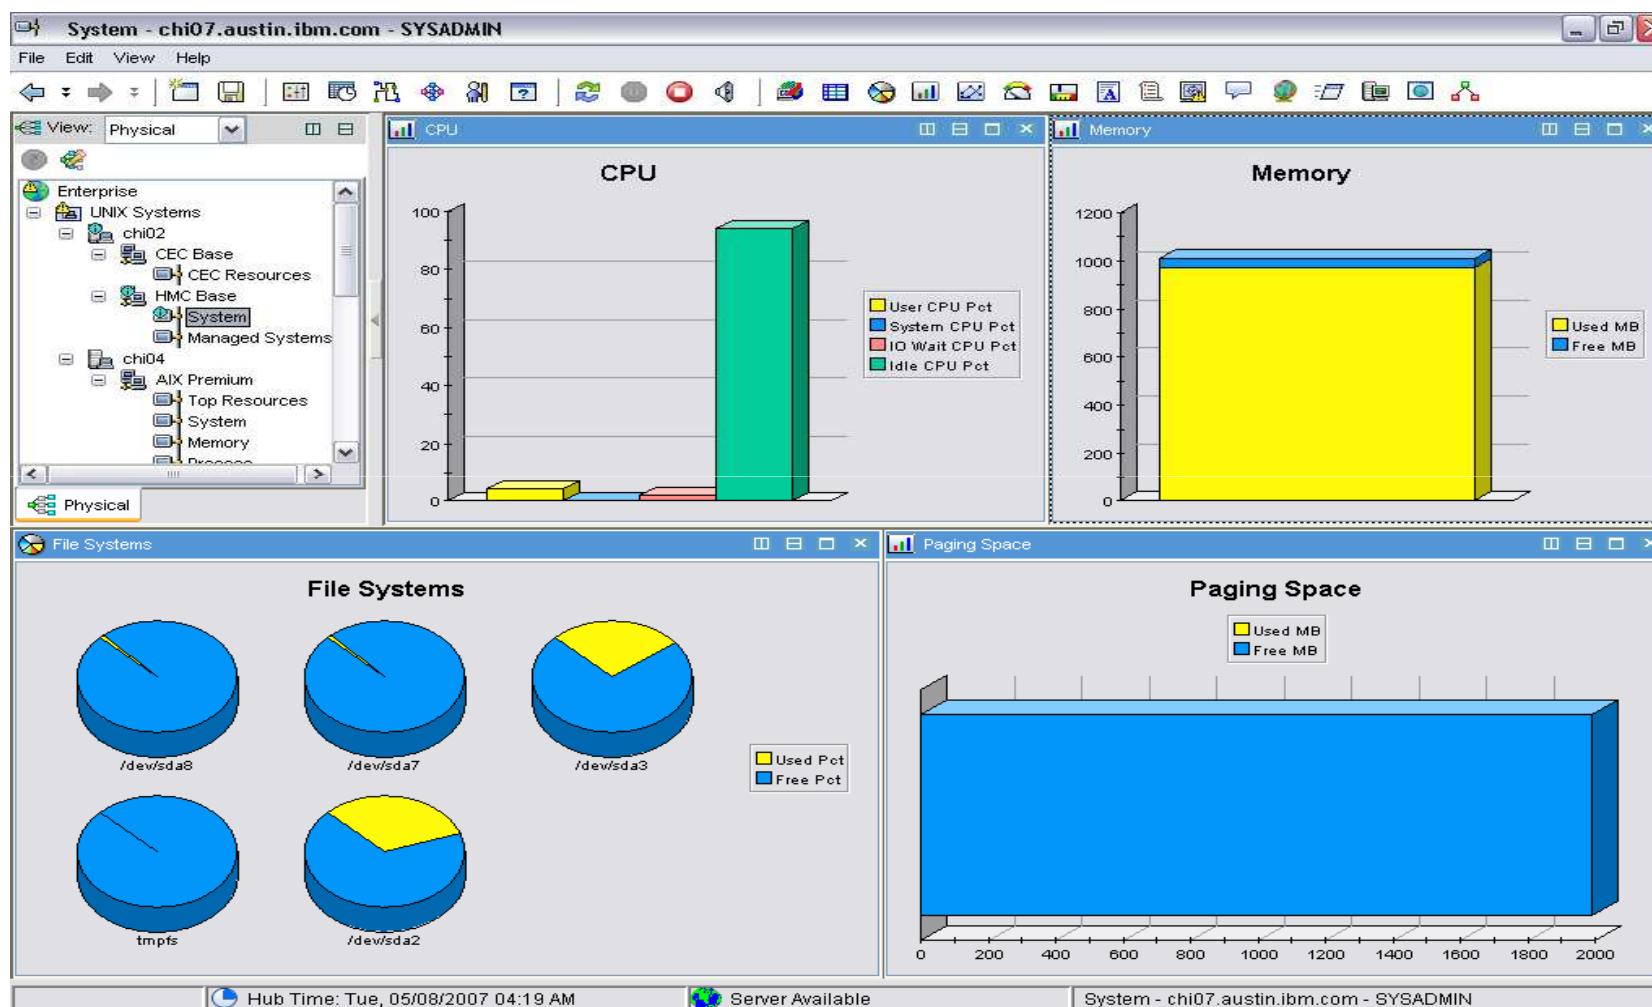 System - chi07.austin.ibm.com - SYSADMIN
File Edit View Help
View: Physical
Enterprise
UNIX Systems
chi02
CEC Base
CEC Resources
HMC Base
System
Managed Systems
chi04
AIX Premium
Top Resources
System
Memory
Physical
CPU
CPU
100
80
60
40
20
0
User CPU Pct
System CPU Pct
IO Wait CPU Pct
Idle CPU Pct
Memory
Memory
1200
1000
800
600
400
200
0
Used MB
Free MB
File Systems
File Systems
/dev/sda8
/dev/sda7
/dev/sda3
tmpfs
/dev/sda2
Used Pct
Free Pct
Paging Space
Paging Space
Used MB
Free MB
0 200 400 600 800 1000 1200 1400 1600 1800 2000
Hub Time: Tue, 05/08/2007 04:19 AM
Server Available
System - chi07.austin.ibm.com - SYSADMIN